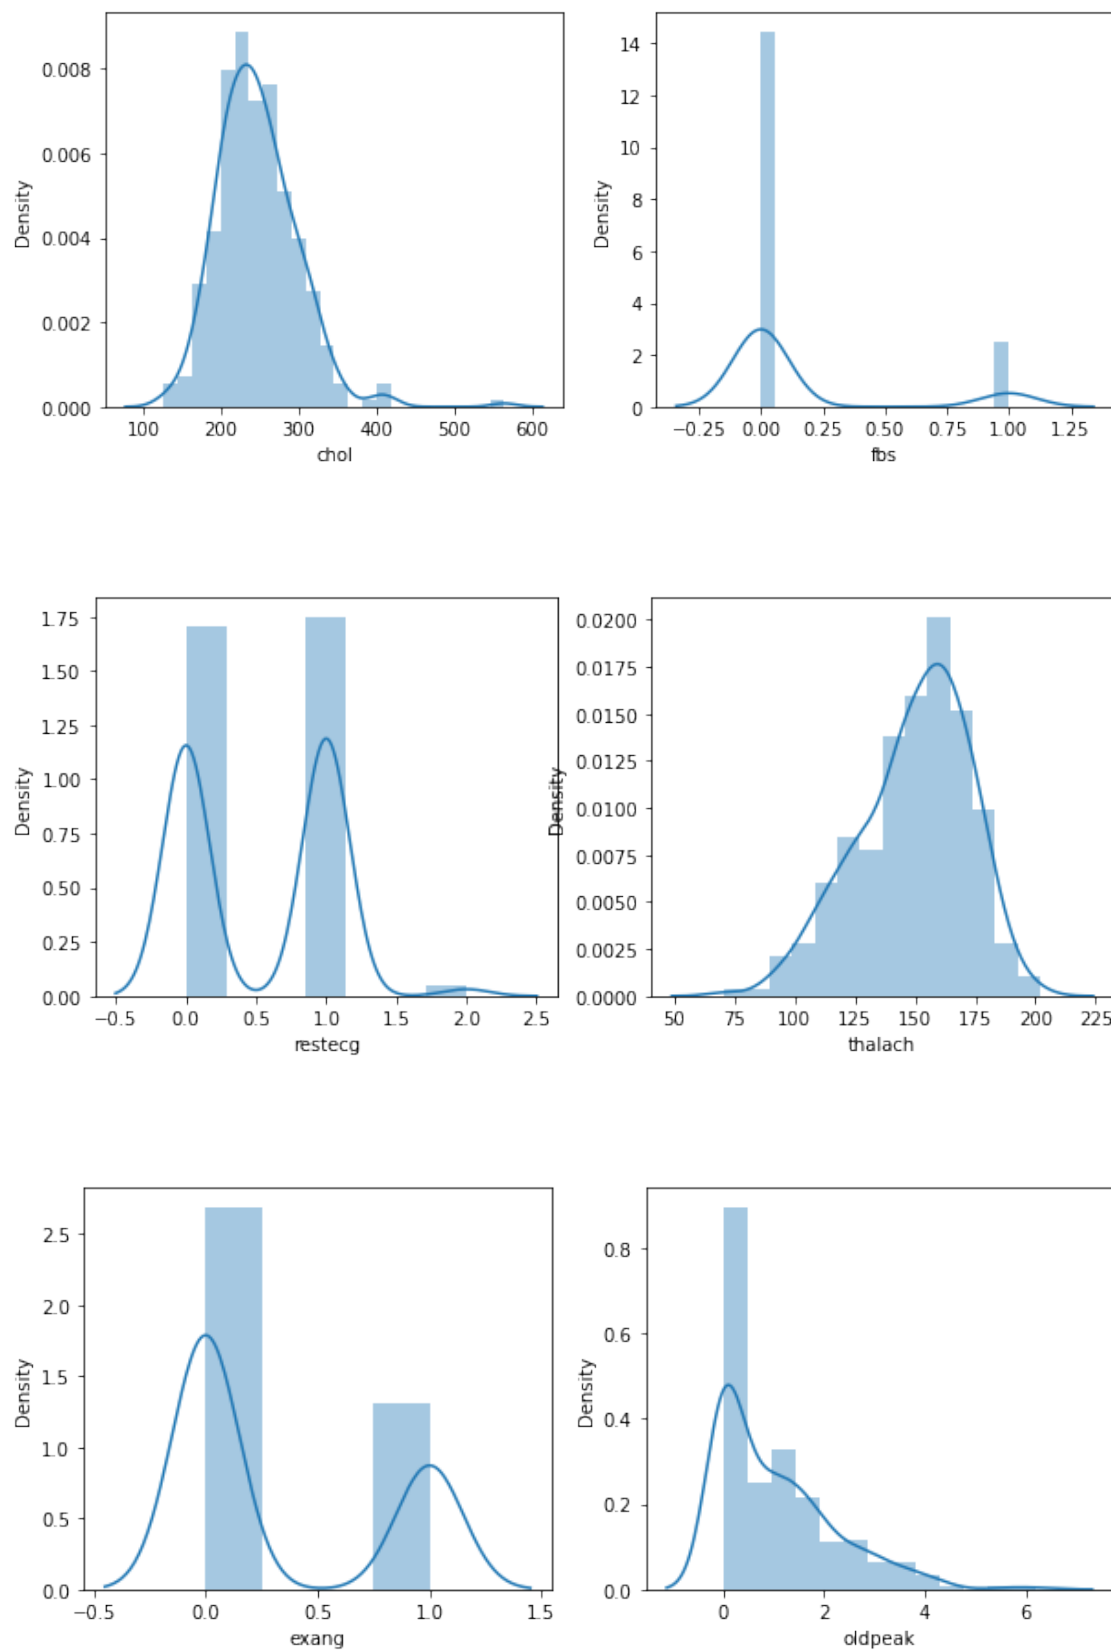 Density
0.008
0.006
0.004
0.002
0.000
100 200 300 400 500 600
chol
Density
14
12
10
8
6
4
2
0
−0.25 0.00 0.25 0.50 0.75 1.00 1.25
fbs
Density
1.75
1.50
1.25
1.00
0.75
0.50
0.25
0.00
−0.5 0.0 0.5 1.0 1.5 2.0 2.5
restecg
Density
0.0200
0.0175
0.0150
0.0125
0.0100
0.0075
0.0050
0.0025
0.0000
50 75 100 125 150 175 200 225
thalach
Density
2.5
2.0
1.5
1.0
0.5
0.0
−0.5 0.0 0.5 1.0 1.5
exang
Density
0.8
0.6
0.4
0.2
0.0
0 2 4 6
oldpeak